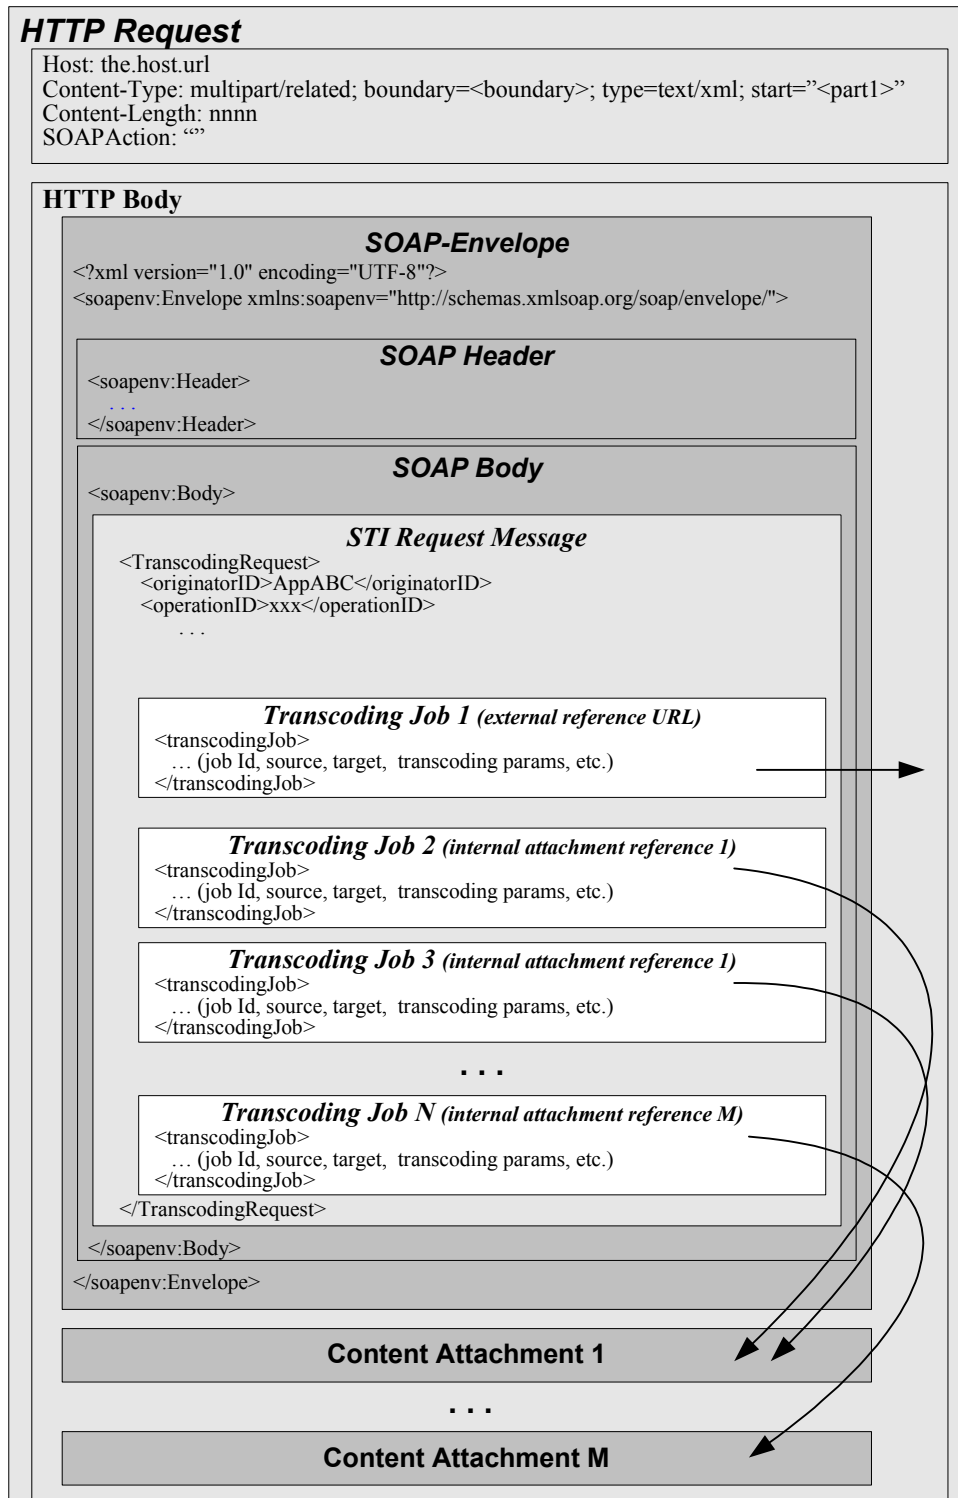 HTTP Request
Host: the.host.url
Content-Type: multipart/related; boundary=<boundary>; type=text/xml; start=”<part1>”
Content-Length: nnnn
SOAPAction: “”
HTTP Body
SOAP-Envelope
<?xml version="1.0" encoding="UTF-8"?>
<soapenv:Envelope xmlns:soapenv="http://schemas.xmlsoap.org/soap/envelope/">
SOAP Header
<soapenv:Header>
. . .
</soapenv:Header>
SOAP Body
<soapenv:Body>
STI Request Message
<TranscodingRequest>
<originatorID>AppABC</originatorID>
<operationID>xxx</operationID>
. . .
Transcoding Job 1 (external reference URL)
<transcodingJob>
… (job Id, source, target, transcoding params, etc.)
</transcodingJob>
Transcoding Job 2 (internal attachment reference 1)
<transcodingJob>
… (job Id, source, target, transcoding params, etc.)
</transcodingJob>
Transcoding Job 3 (internal attachment reference 1)
<transcodingJob>
… (job Id, source, target, transcoding params, etc.)
</transcodingJob>
. . .
Transcoding Job N (internal attachment reference M)
<transcodingJob>
… (job Id, source, target, transcoding params, etc.)
</transcodingJob>
</TranscodingRequest>
</soapenv:Body>
</soapenv:Envelope>
Content Attachment 1
. . .
Content Attachment M